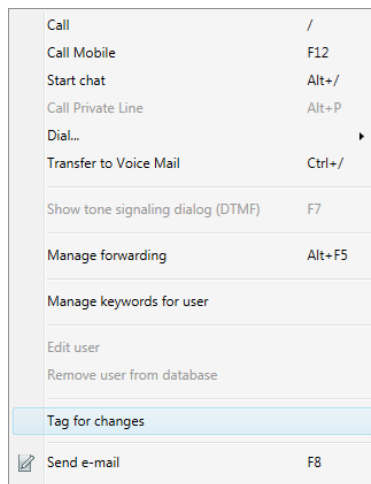 Call /
Call Mobile F12
Start chat Alt+/
Call Private Line Alt+P
Dial...
Transfer to Voice Mail Ctrl+/
Show tone signaling dialog (DTMF) F7
Manage forwarding Alt+F5
Manage keywords for user
Edit user
Remove user from database
Tag for changes
Send e-mail F8